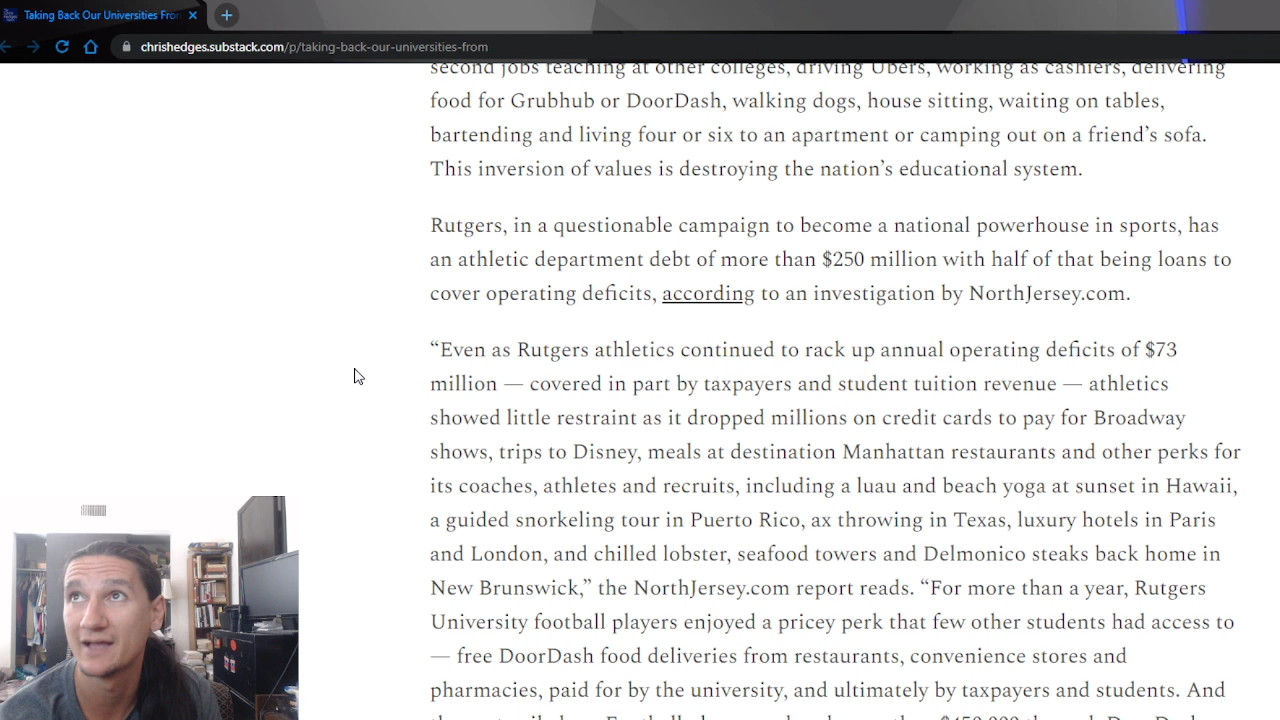 Taking Back Our Universities From
chrishedges.substack.com/p/taking-back-our-universities-from
second jobs teaching at other colleges, driving Ubers, working as cashiers, delivering
food for Grubhub or DoorDash, walking dogs, house sitting, waiting on tables,
bartending and living four or six to an apartment or camping out on a friend’s sofa.
This inversion of values is destroying the nation’s educational system.
Rutgers, in a questionable campaign to become a national powerhouse in sports, has
an athletic department debt of more than $250 million with half of that being loans to
cover operating deficits, according to an investigation by NorthJersey.com.
“Even as Rutgers athletics continued to rack up annual operating deficits of $73
million — covered in part by taxpayers and student tuition revenue — athletics
showed little restraint as it dropped millions on credit cards to pay for Broadway
shows, trips to Disney, meals at destination Manhattan restaurants and other perks for
its coaches, athletes and recruits, including a luau and beach yoga at sunset in Hawaii,
a guided snorkeling tour in Puerto Rico, ax throwing in Texas, luxury hotels in Paris
and London, and chilled lobster, seafood towers and Delmonico steaks back home in
New Brunswick,” the NorthJersey.com report reads. “For more than a year, Rutgers
University football players enjoyed a pricey perk that few other students had access to
— free DoorDash food deliveries from restaurants, convenience stores and
pharmacies, paid for by the university, and ultimately by taxpayers and students. And